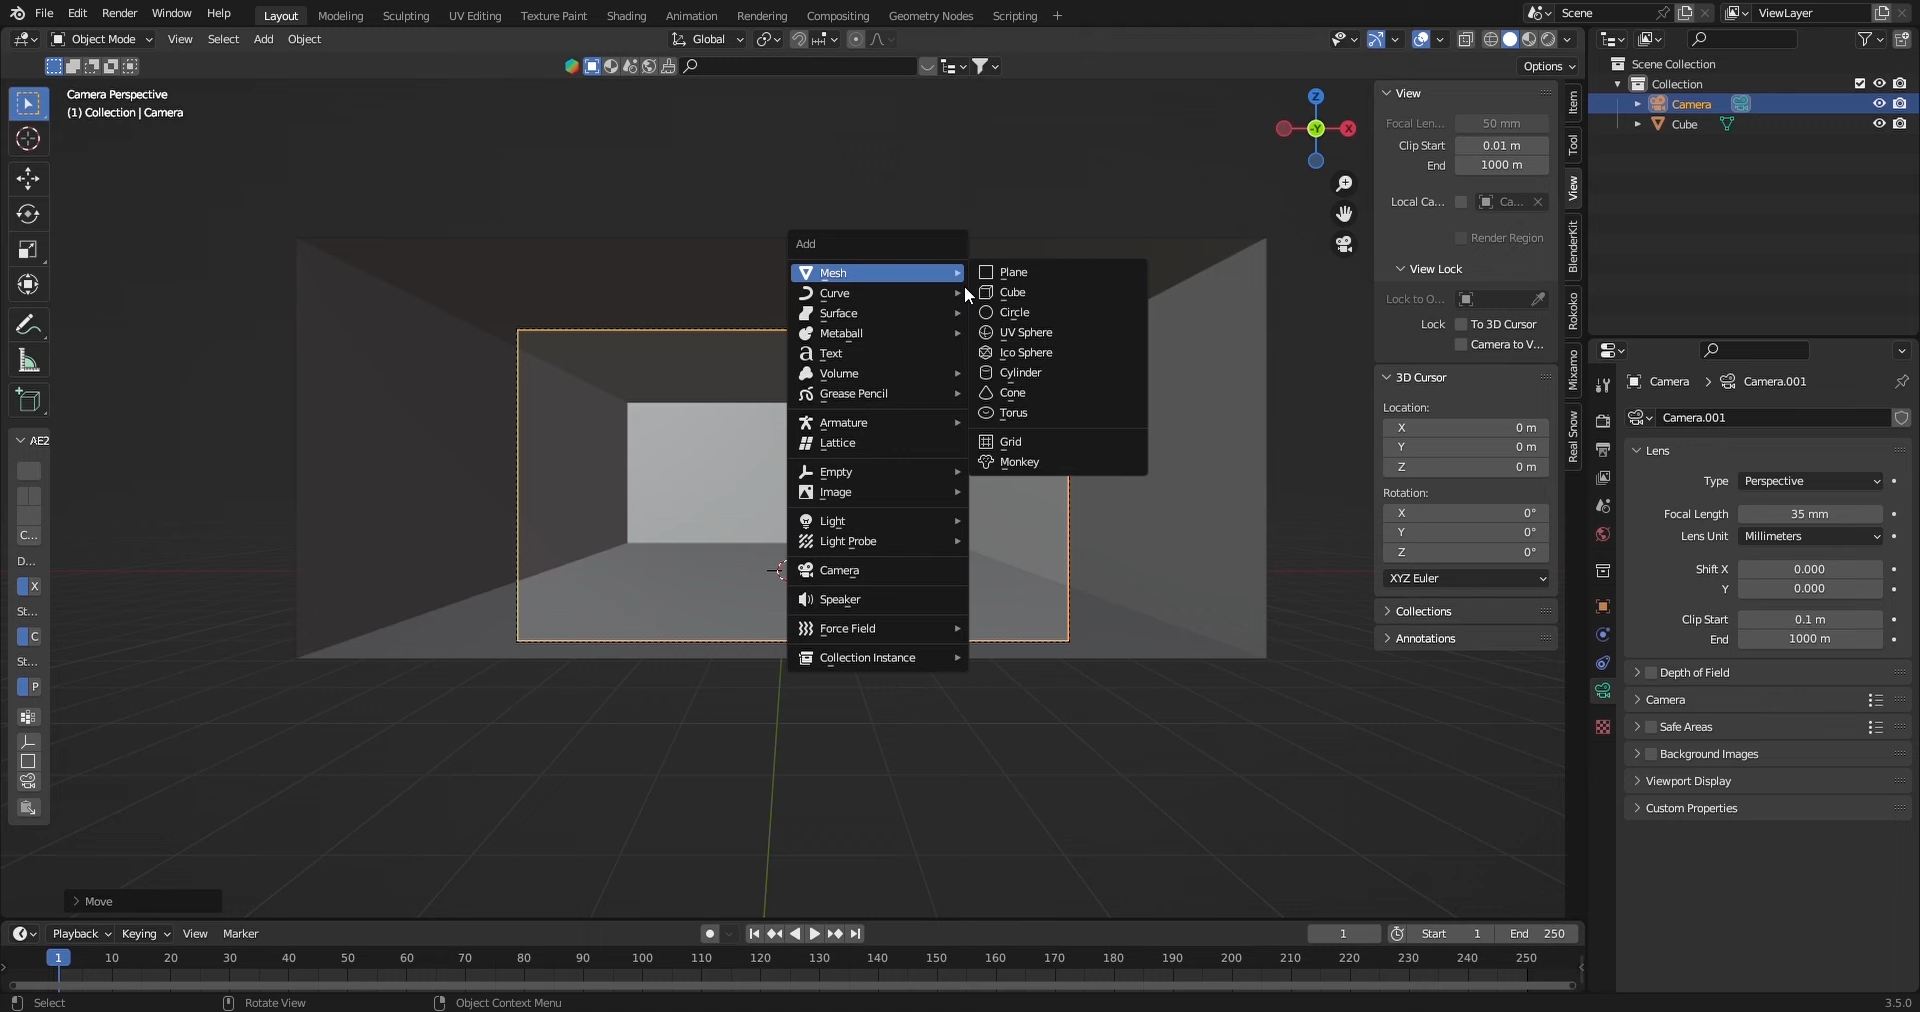 File Edit Render Window Help Layout Modeling Sculpting UV Editing Texture Paint Shading Animation Rendering Compositing Geometry Nodes Scripting + Scene ViewLayer
Object Mode View Select Add Object Global
Options
Camera Perspective
(1) Collection | Camera
Z
-Y X
Add
Mesh
Curve
Surface
Metaball
Text
Volume
Grease Pencil
Armature
Lattice
Empty
Image
Light
Light Probe
Camera
Speaker
Force Field
Collection Instance
Plane
Cube
Circle
UV Sphere
Ico Sphere
Cylinder
Cone
Torus
Grid
Monkey
AE2
C...
D...
X
St...
C
St...
P
Move
View
Focal Len... 50 mm
Clip Start 0.01 m
End 1000 m
Local Ca... Ca...
Render Region
View Lock
Lock to O...
Lock To 3D Cursor
Camera to V...
3D Cursor
Location:
X 0 m
Y 0 m
Z 0 m
Rotation:
X 0°
Y 0°
Z 0°
XYZ Euler
Collections
Annotations
Item
Tool
View
BlenderKit
Rokoko
Mixamo
Real Snow
Scene Collection
Collection
Camera
Cube
Camera Camera.001
Camera.001
Lens
Type Perspective
Focal Length 35 mm
Lens Unit Millimeters
Shift X 0.000
Y 0.000
Clip Start 0.1 m
End 1000 m
Depth of Field
Camera
Safe Areas
Background Images
Viewport Display
Custom Properties
Playback Keying View Marker 1 Start 1 End 250
1 10 20 30 40 50 60 70 80 90 100 110 120 130 140 150 160 170 180 190 200 210 220 230 240 250
Select Rotate View Object Context Menu 3.5.0